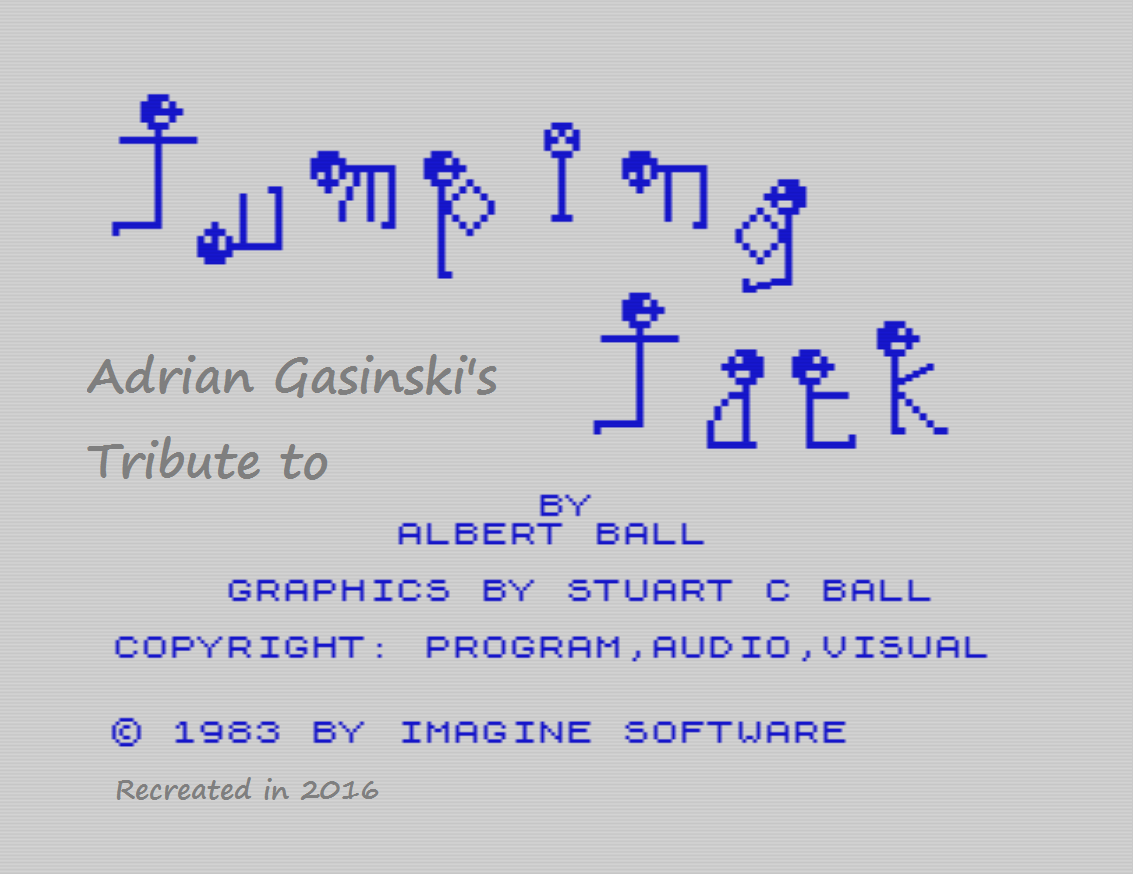 Jumping
Jack
Adrian Gasinski's
Tribute to
BY
ALBERT BALL
GRAPHICS BY STUART C BALL
COPYRIGHT: PROGRAM,AUDIO,VISUAL
© 1983 BY IMAGINE SOFTWARE
Recreated in 2016